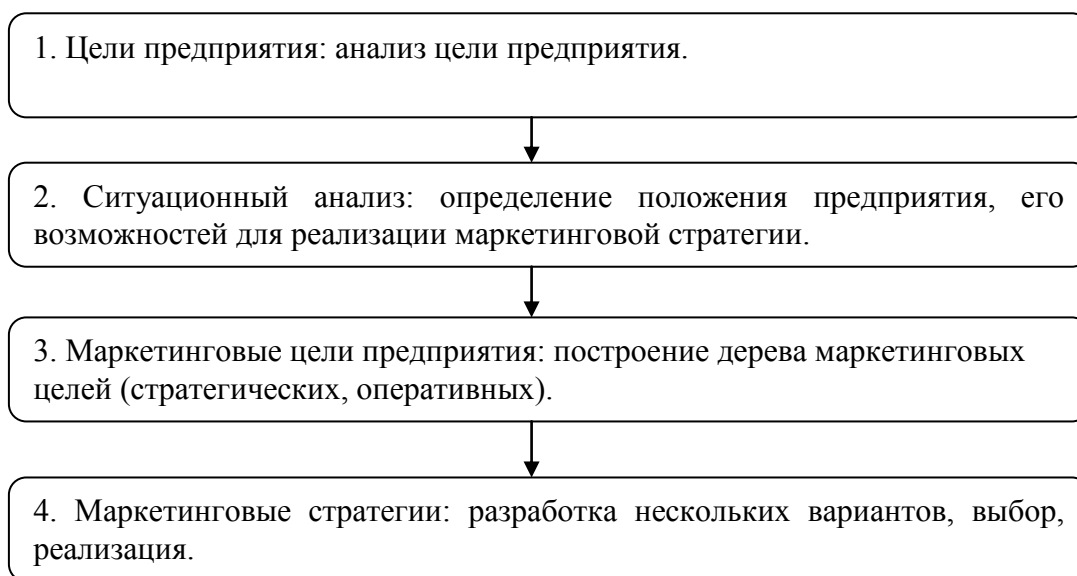 1. Цели предприятия: анализ цели предприятия.
2. Ситуационный анализ: определение положения предприятия, его
возможностей для реализации маркетинговой стратегии.
3. Маркетинговые цели предприятия: построение дерева маркетинговых
целей (стратегических, оперативных).
4. Маркетинговые стратегии: разработка нескольких вариантов, выбор,
реализация.